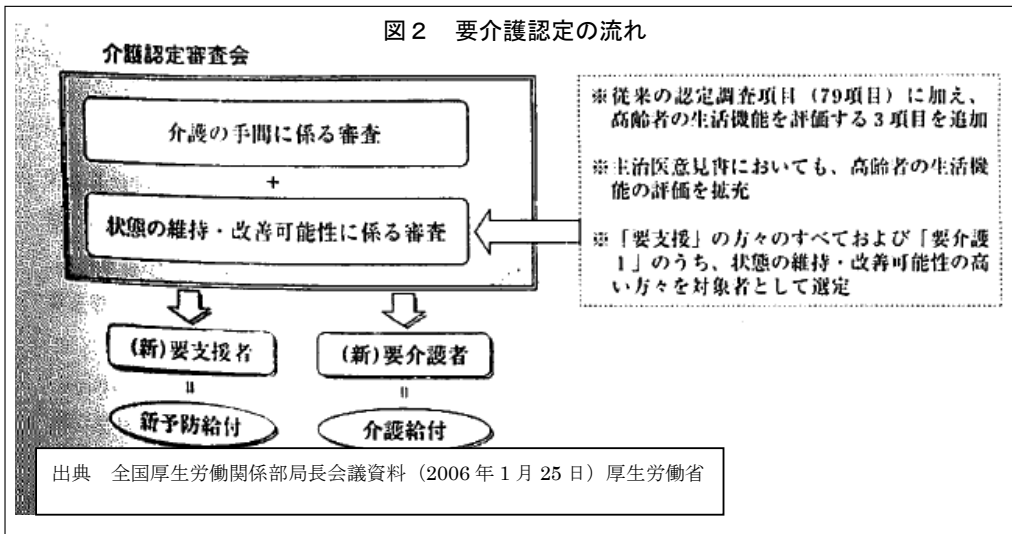 図２　要介護認定の流れ
介護認定審査会
介護の手間に係る審査
+
状態の維持・改善可能性に係る審査
※従来の認定調査項目（79項目）に加え、
高齢者の生活機能を評価する３項目を追加
※主治医意見書においても、高齢者の生活機
能の評価を拡充
※「要支援」の方々のすべておよび「要介護
１」のうち、状態の維持・改善可能性の高
い方々を対象者として選定
(新)要支援者
(新)要介護者
=
=
新予防給付
介護給付
出典　全国厚生労働関係部局長会議資料（2006年1月25日）厚生労働省